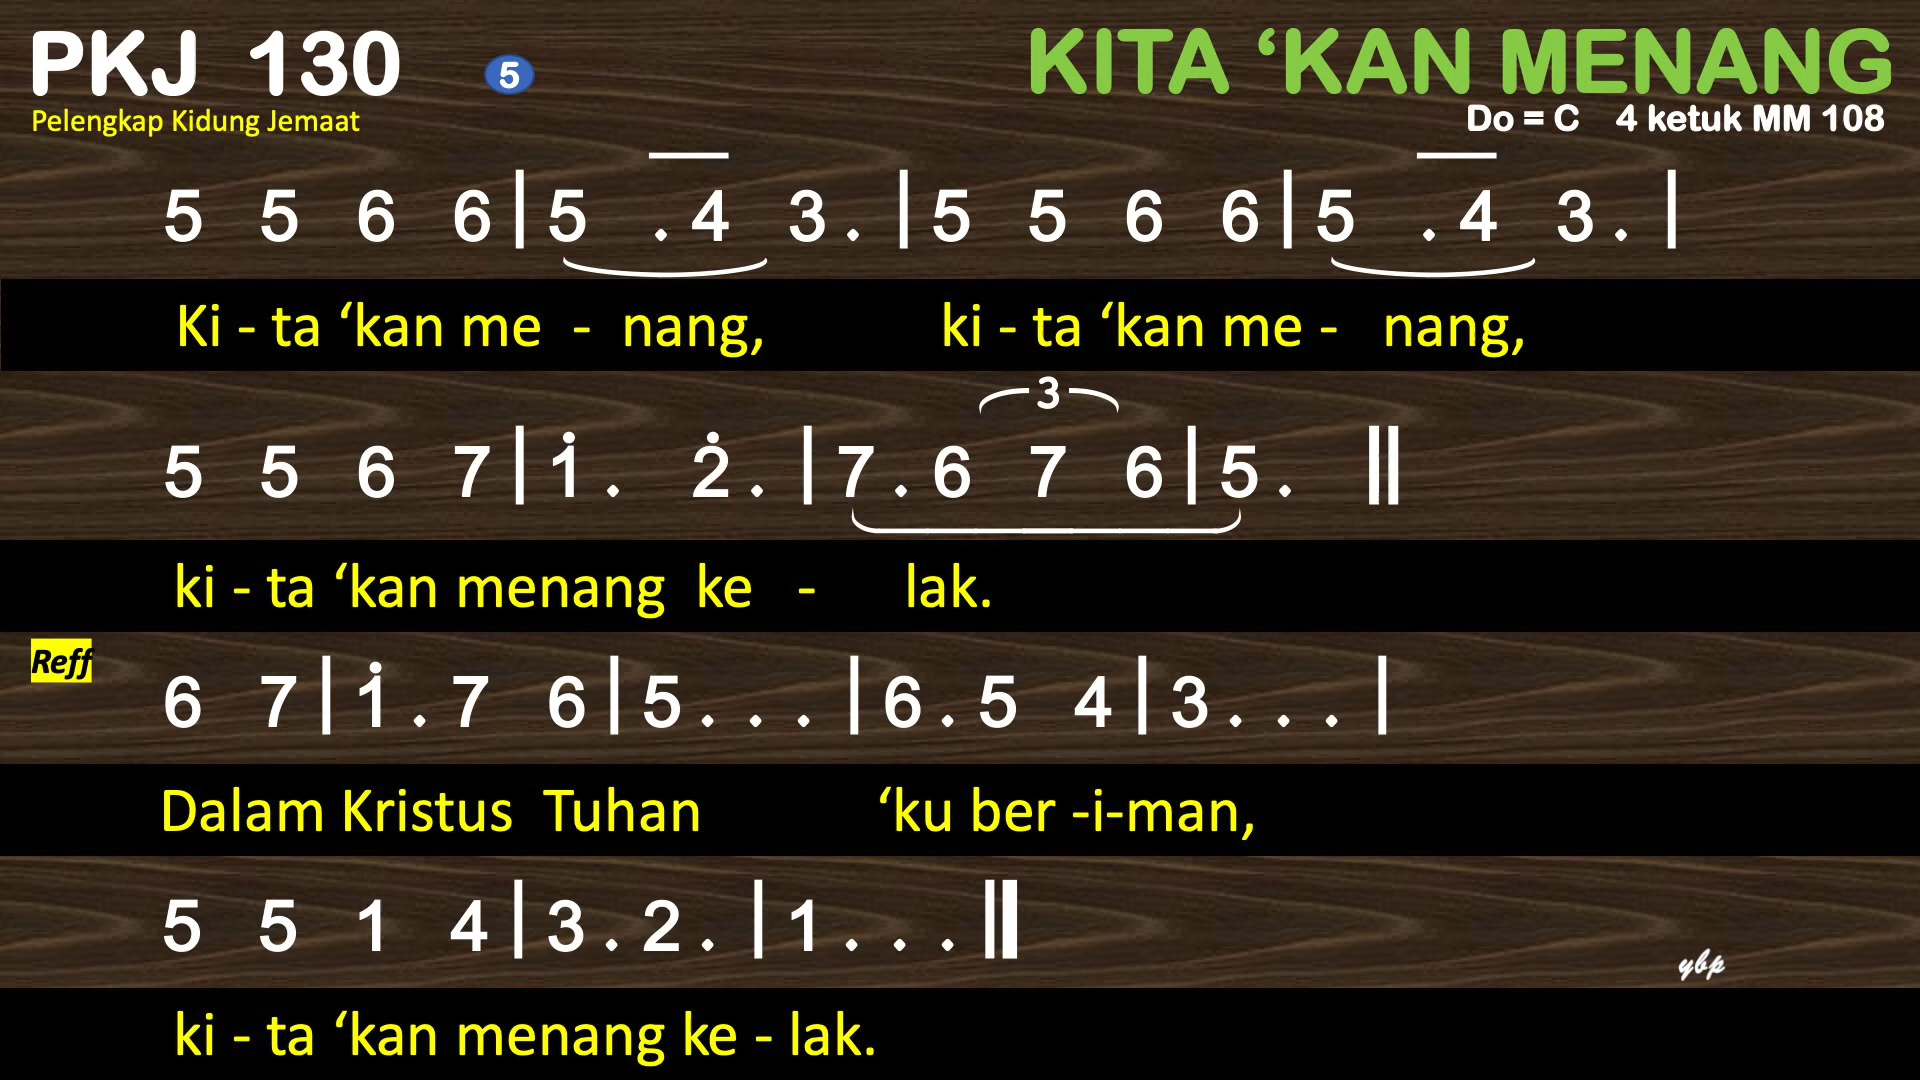 PKJ 130 5 KITA ‘KAN MENANG
Pelengkap Kidung Jemaat Do = C 4 ketuk MM 108
5 5 6 6 | 5 . 4 3 . | 5 5 6 6 | 5 . 4 3 . |
Ki - ta ‘kan me - nang, ki - ta ‘kan me - nang,
3
5 5 6 7 | 1̇ . 2̇ . | 7 . 6 7 6 | 5 . ||
ki - ta ‘kan menang ke - lak.
Reff
6 7 | 1̇ . 7 6 | 5 . . . | 6 . 5 4 | 3 . . . |
Dalam Kristus Tuhan ‘ku ber -i-man,
5 5 1 4 | 3 . 2 . | 1 . . . ||
ybp
ki - ta ‘kan menang ke - lak.